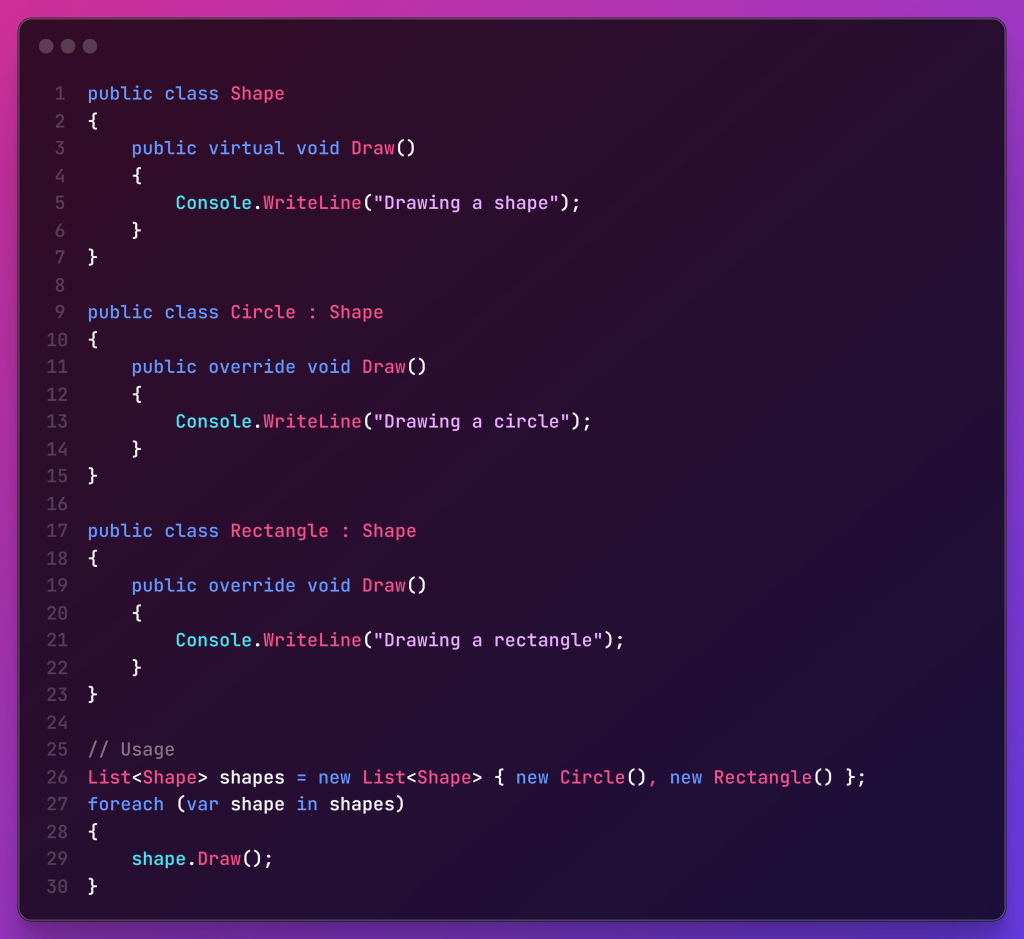 1 public class Shape
2 {
3     public virtual void Draw()
4     {
5         Console.WriteLine("Drawing a shape");
6     }
7 }
8
9 public class Circle : Shape
10 {
11     public override void Draw()
12     {
13         Console.WriteLine("Drawing a circle");
14     }
15 }
16
17 public class Rectangle : Shape
18 {
19     public override void Draw()
20     {
21         Console.WriteLine("Drawing a rectangle");
22     }
23 }
24
25 // Usage
26 List<Shape> shapes = new List<Shape> { new Circle(), new Rectangle() };
27 foreach (var shape in shapes)
28 {
29     shape.Draw();
30 }